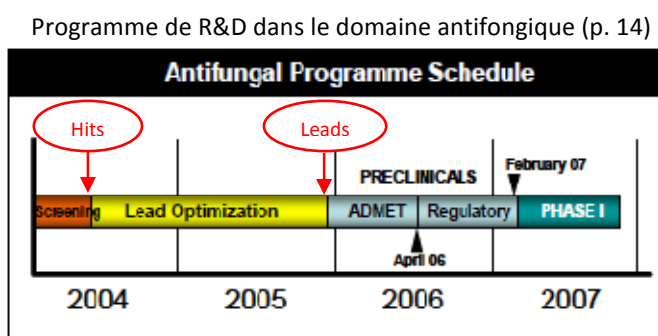 Programme de R&D dans le domaine antifongique (p. 14)
Antifungal Programme Schedule
Hits
Leads
PRECLINICALS
February 07
Screening
Lead Optimization
ADMET
Regulatory
PHASE I
April 06
2004
2005
2006
2007